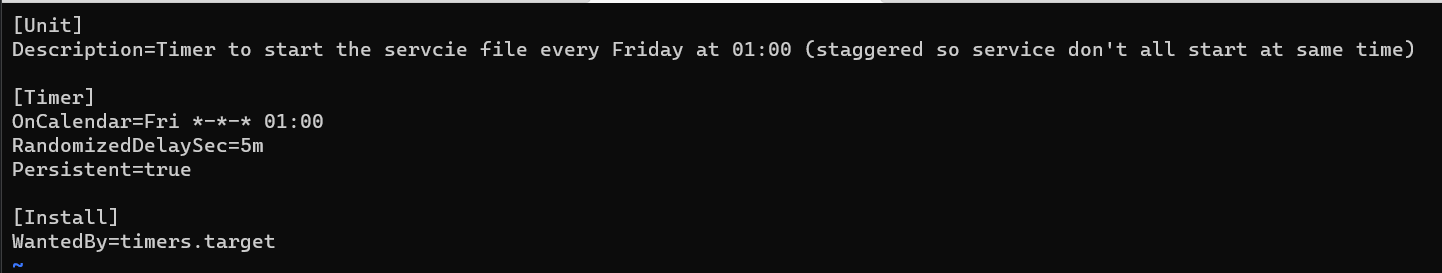 [Unit]
Description=Timer to start the servcie file every Friday at 01:00 (staggered so service don't all start at same time)
[Timer]
OnCalendar=Fri *-*-* 01:00
RandomizedDelaySec=5m
Persistent=true
[Install]
WantedBy=timers.target
~